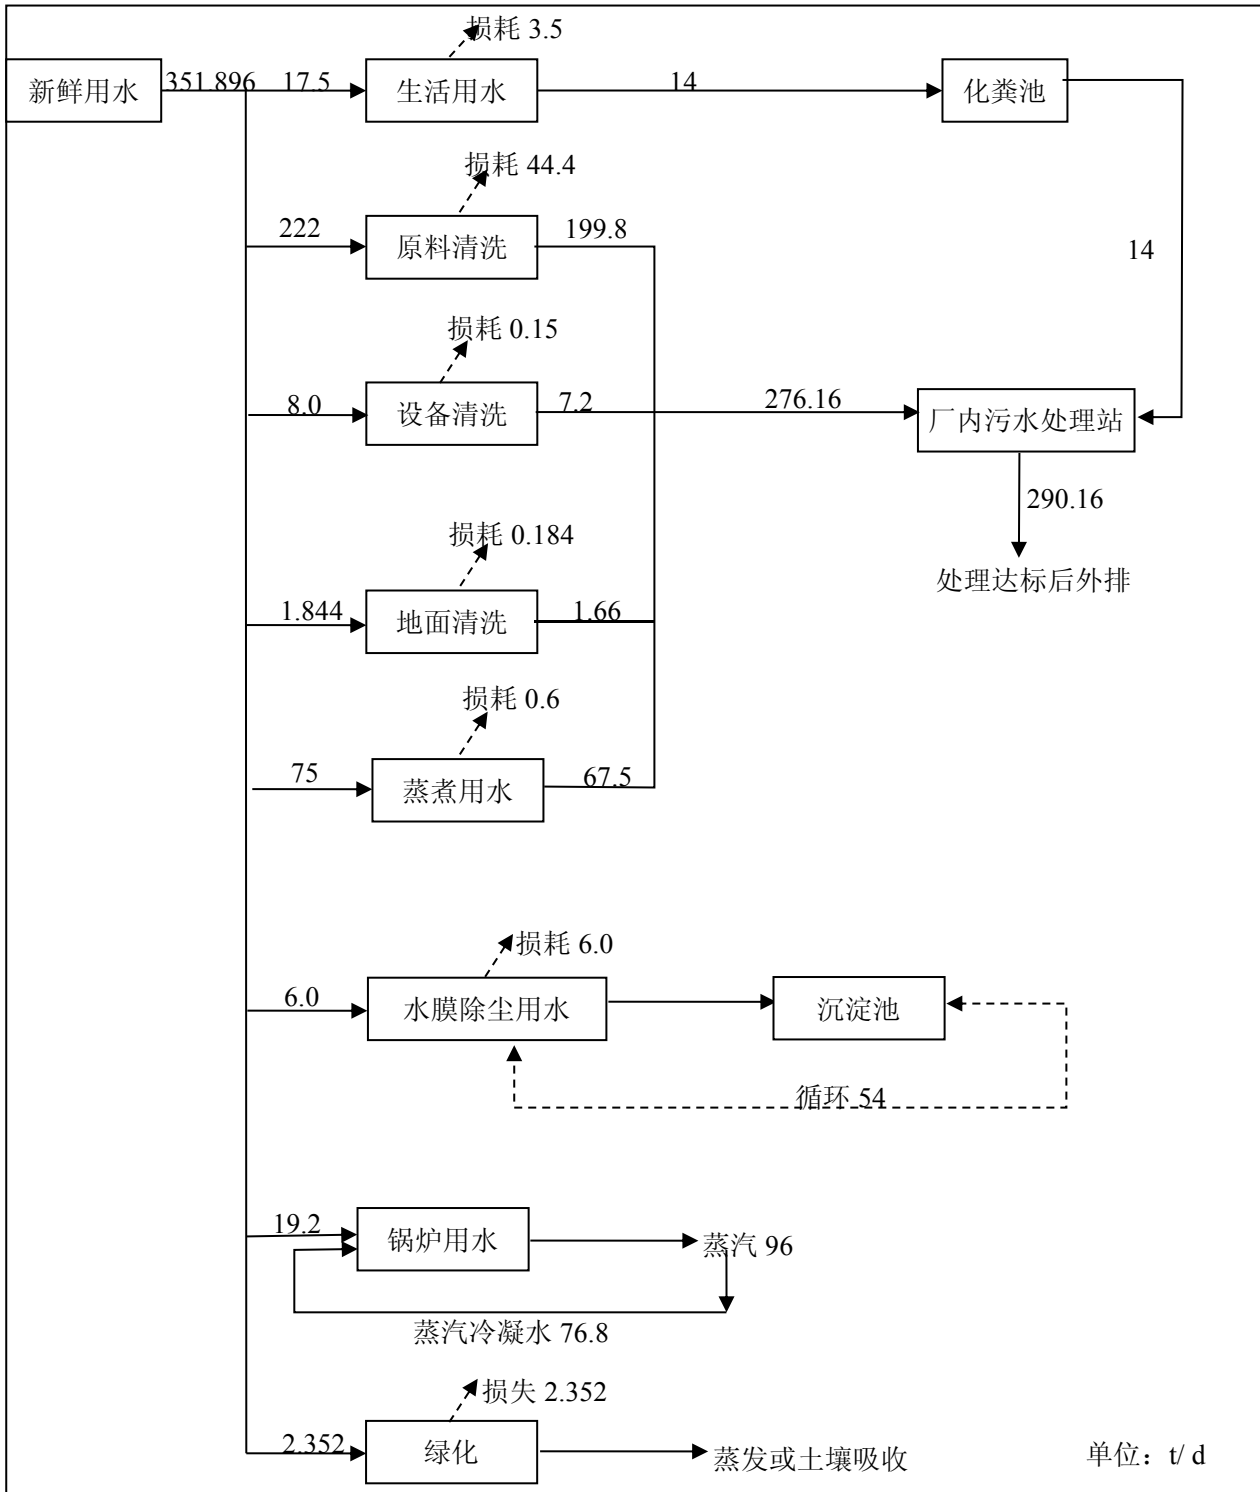 损耗 3.5
新鲜用水
351.896
17.5
生活用水
14
化粪池
损耗 44.4
222
原料清洗
199.8
14
损耗 0.15
8.0
设备清洗
7.2
276.16
厂内污水处理站
290.16
损耗 0.184
处理达标后外排
1.844
地面清洗
1.66
损耗 0.6
75
蒸煮用水
67.5
损耗 6.0
6.0
水膜除尘用水
沉淀池
循环 54
19.2
锅炉用水
蒸汽 96
蒸汽冷凝水 76.8
损失 2.352
2.352
绿化
蒸发或土壤吸收
单位：t/ d